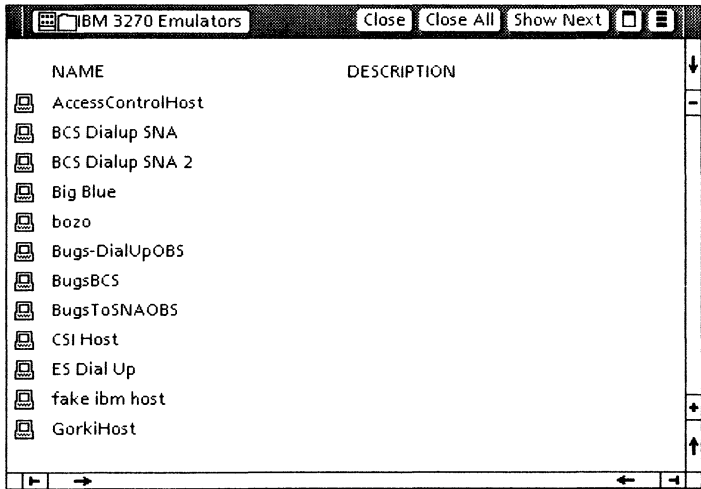 IBM 3270 Emulators Close Close All Show Next
NAME DESCRIPTION
AccessControlHost
BCS Dialup SNA
BCS Dialup SNA 2
Big Blue
bozo
Bugs-DialUpOBS
BugsBCS
BugsToSNAOBS
CSI Host
ES Dial Up
fake ibm host
GorkiHost